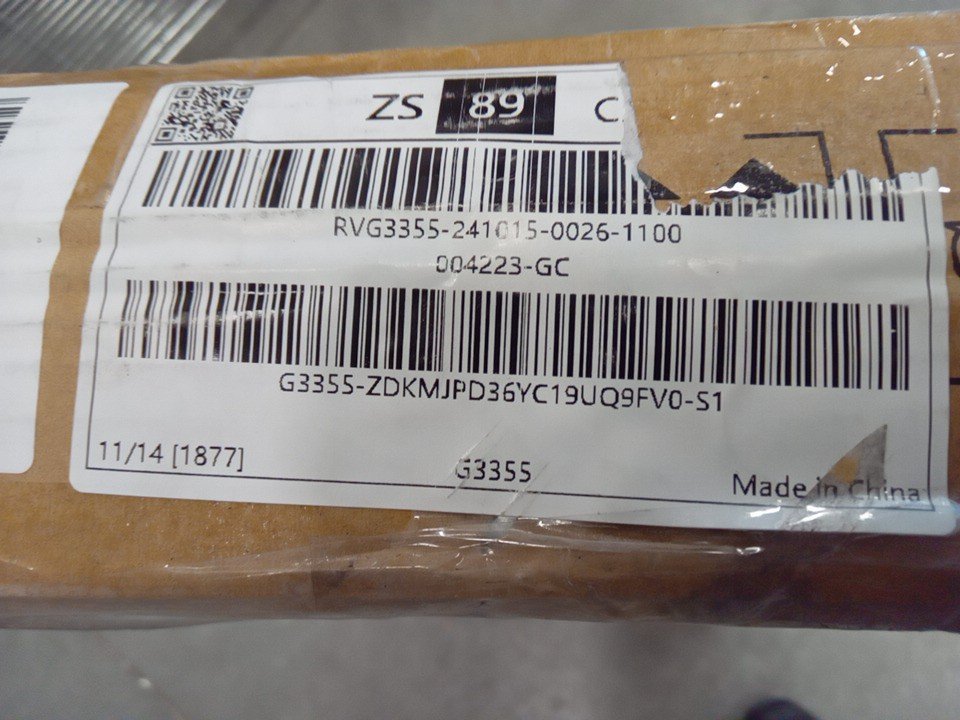 ZS 89 C
RVG3355-241015-0026-1100
004223-GC
G3355-ZDKMJPD36YC19UQ9FV0-S1
11/14 [1877]
G3355
Made in China